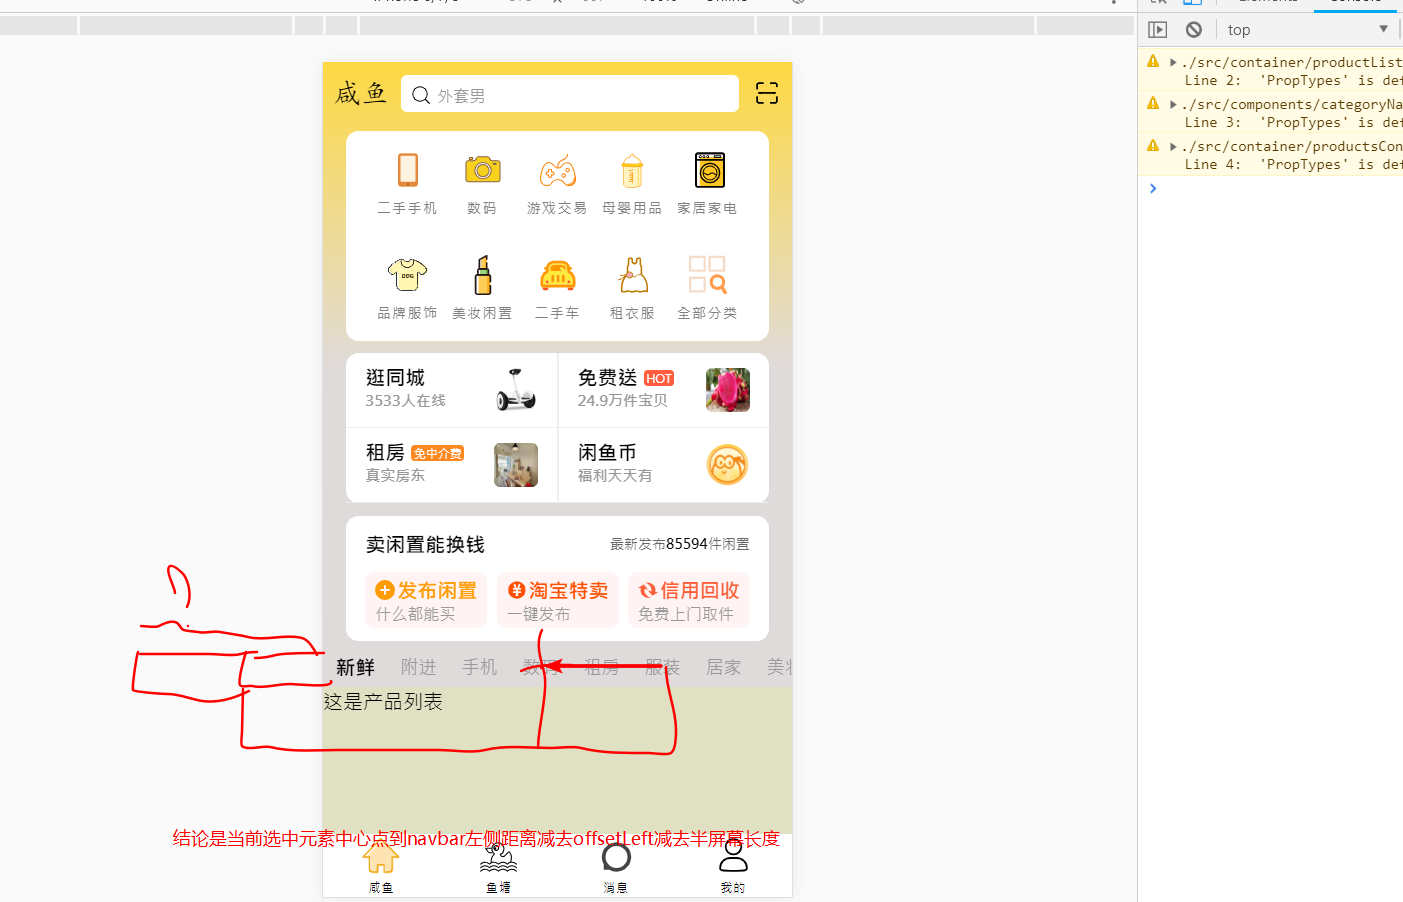 top
./src/container/productList
Line 2: 'PropTypes' is def
./src/components/categoryNa
Line 3: 'PropTypes' is def
./src/container/productsCon
Line 4: 'PropTypes' is def
咸鱼 外套男
二手手机 数码 游戏交易 母婴用品 家居家电
品牌服饰 美妆闲置 二手车 租衣服 全部分类
逛同城
3533人在线
免费送 HOT
24.9万件宝贝
租房 免中介费
真实房东
闲鱼币
福利天天有
卖闲置能换钱 最新发布85594件闲置
发布闲置
什么都能买
淘宝特卖
一键发布
信用回收
免费上门取件
新鲜 附进 手机 数码 租房 服装 居家 美妆
这是产品列表
结论是当前选中元素中心点到navbar左侧距离减去offsetLeft减去半屏幕长度
咸鱼 鱼塘 消息 我的